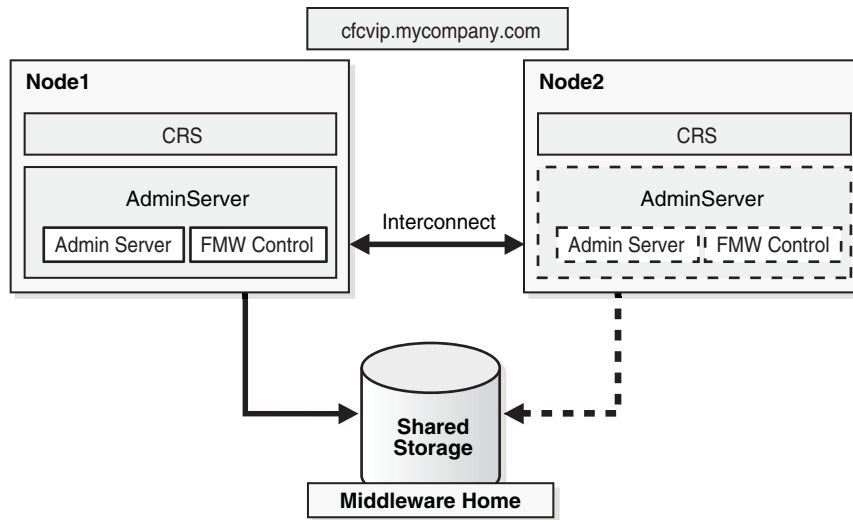 cfcvip.mycompany.com
Node1
CRS
AdminServer
Admin Server
FMW Control
Interconnect
Node2
CRS
AdminServer
Admin Server
FMW Control
Shared
Storage
Middleware Home